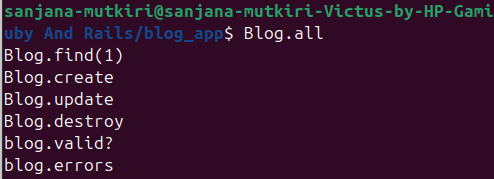 sanjana-mutkiri@sanjana-mutkiri-Victus-by-HP-Gami
uby And Rails/blog_app$ Blog.all
Blog.find(1)
Blog.create
Blog.update
Blog.destroy
blog.valid?
blog.errors